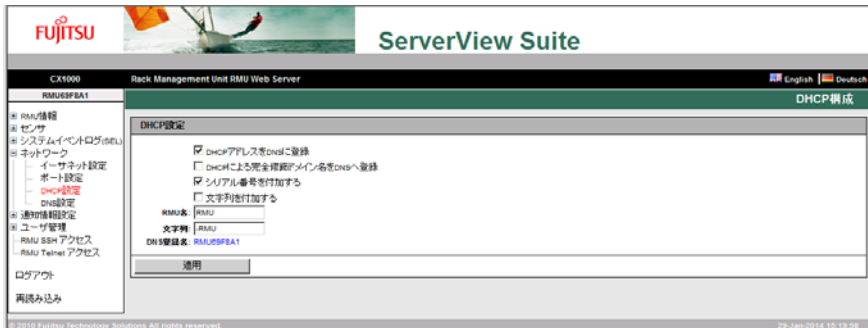 FUJITSU
ServerView Suite
CX1000
Rack Management Unit RMU Web Server
English
Deutsch
RMU69F8A1
DHCP構成
RMU情報
センサ
システムイベントログ(SEL)
ネットワーク
イーサネット設定
ポート設定
DHCP設定
DNS設定
通知情報設定
ユーザ管理
RMU SSH アクセス
RMU Telnet アクセス
ログアウト
再読み込み
DHCP設定
DHCPアドレスをDNSに登録
DHCPによる完全修飾ドメイン名をDNSへ登録
シリアル番号を付加する
文字列を付加する
RMU名: RMU
文字列: -RMU
DNS登録名: RMU69F8A1
適用
© 2010 Fujitsu Technology Solutions All rights reserved.
29-Jan-2014 15:19:58